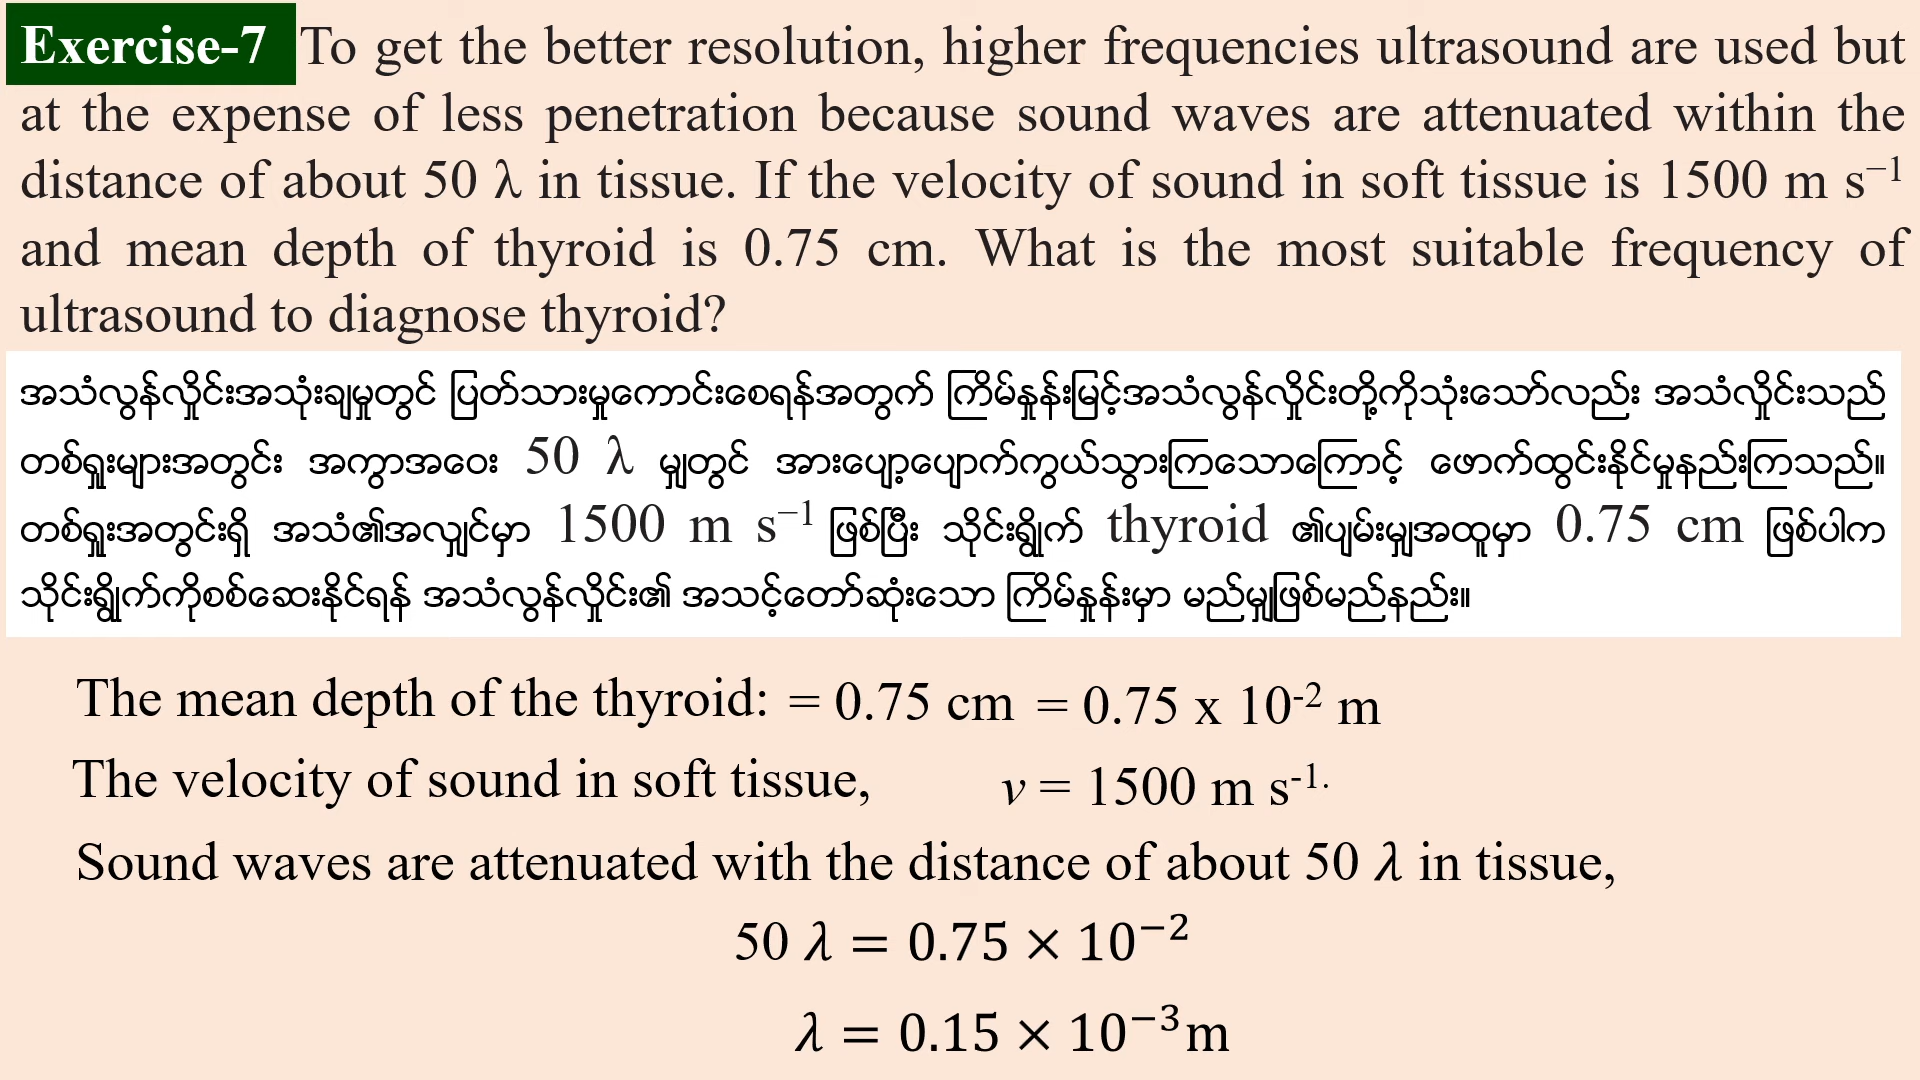 Exercise-7 To get the better resolution, higher frequencies ultrasound are used but
at the expense of less penetration because sound waves are attenuated within the
distance of about 50 λ in tissue. If the velocity of sound in soft tissue is 1500 m s⁻¹
and mean depth of thyroid is 0.75 cm. What is the most suitable frequency of
ultrasound to diagnose thyroid?
အသံလွန်လှိုင်းအသုံးချမှုတွင် ပြတ်သားမှုကောင်းစေရန်အတွက် ကြိမ်နှုန်းမြင့်အသံလွန်လှိုင်းတို့ကိုသုံးသော်လည်း အသံလှိုင်းသည်
တစ်ရှူးများအတွင်း အကွာအဝေး 50 λ မျှတွင် အားပျော့ပျောက်ကွယ်သွားကြသောကြောင့် ဖောက်ထွင်းနိုင်မှုနည်းကြသည်။
တစ်ရှူးအတွင်းရှိ အသံ၏အလျှင်မှာ 1500 m s⁻¹ ဖြစ်ပြီး သိုင်းရွိုက် thyroid ၏ပျမ်းမျှအထူမှာ 0.75 cm ဖြစ်ပါက
သိုင်းရွိုက်ကိုစစ်ဆေးနိုင်ရန် အသံလွန်လှိုင်း၏ အသင့်တော်ဆုံးသော ကြိမ်နှုန်းမှာ မည်မျှဖြစ်မည်နည်း။
The mean depth of the thyroid: = 0.75 cm = 0.75 x 10⁻² m
The velocity of sound in soft tissue, v = 1500 m s⁻¹·
Sound waves are attenuated with the distance of about 50 λ in tissue,
50 λ = 0.75 × 10⁻²
λ = 0.15 × 10⁻³m